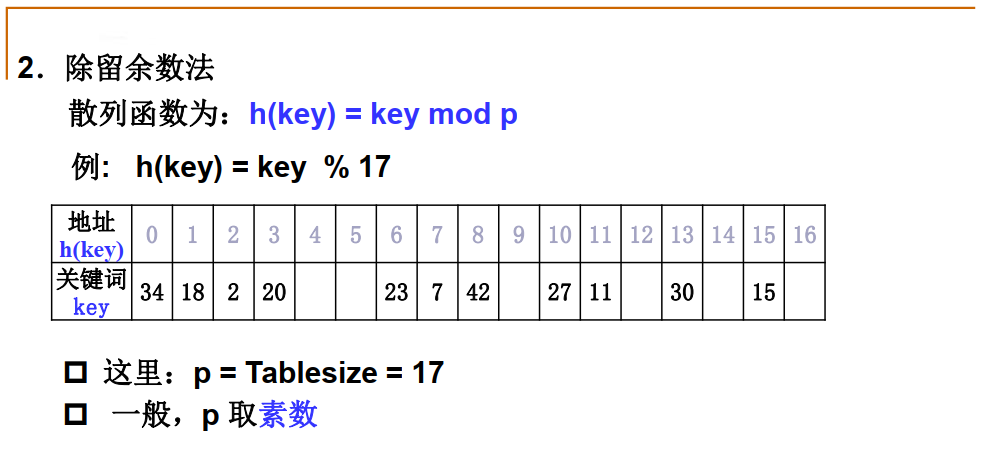 2．除留余数法
散列函数为：h(key) = key mod p
例: h(key) = key % 17
地址 h(key) 0 1 2 3 4 5 6 7 8 9 10 11 12 13 14 15 16
关键词 key 34 18 2 20 23 7 42 27 11 30 15
这里：p = Tablesize = 17
一般，p 取素数